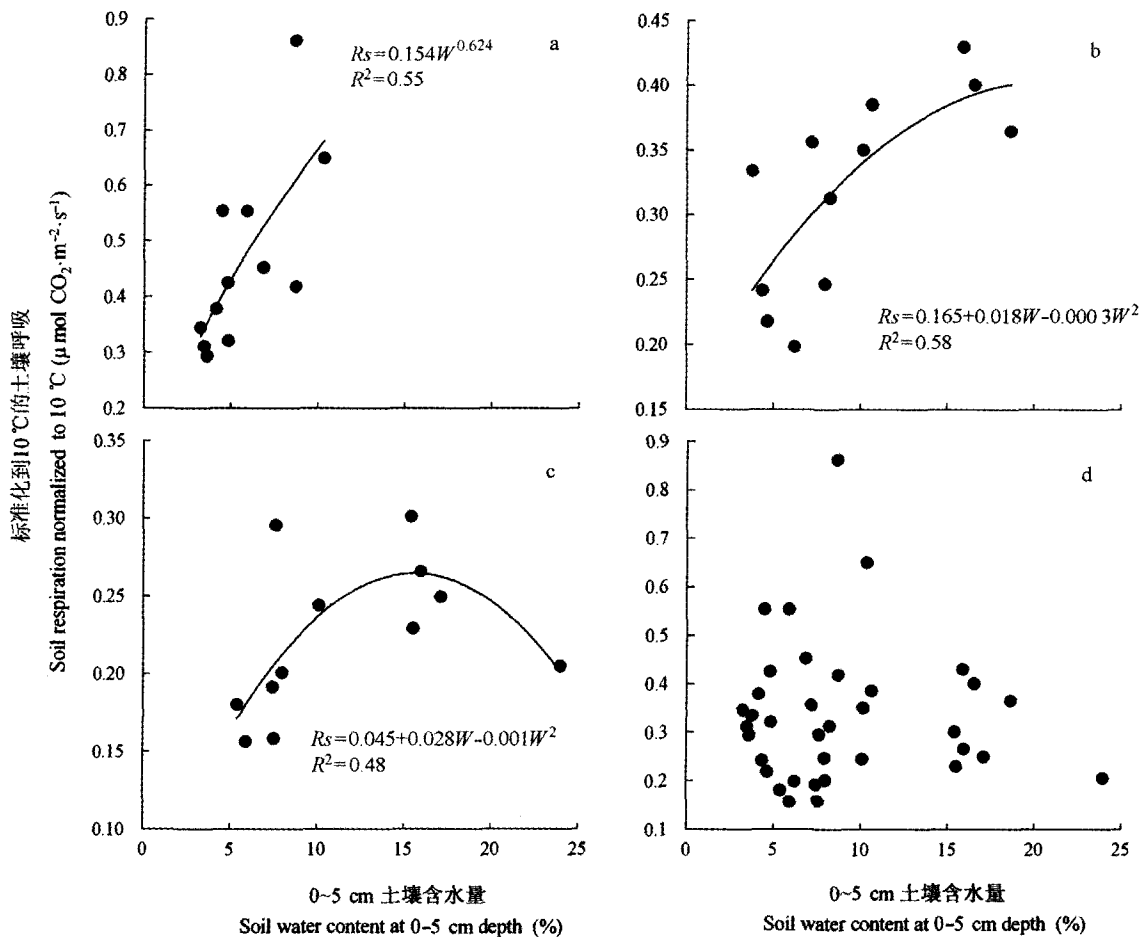 标准化到10 ℃的土壤呼吸
Soil respiration normalized to 10 ℃ (μ mol CO₂·m⁻²·s⁻¹)
0.9
0.8
0.7
0.6
0.5
0.4
0.3
0.2
a
Rs=0.154W^0.624
R²=0.55
0.45
0.40
0.35
0.30
0.25
0.20
0.15
b
Rs=0.165+0.018W-0.000 3W²
R²=0.58
0.35
0.30
0.25
0.20
0.15
0.10
c
Rs=0.045+0.028W-0.001W²
R²=0.48
0 5 10 15 20 25
0~5 cm 土壤含水量
Soil water content at 0-5 cm depth (%)
0.9
0.8
0.7
0.6
0.5
0.4
0.3
0.2
0.1
d
0 5 10 15 20 25
0~5 cm 土壤含水量
Soil water content at 0-5 cm depth (%)